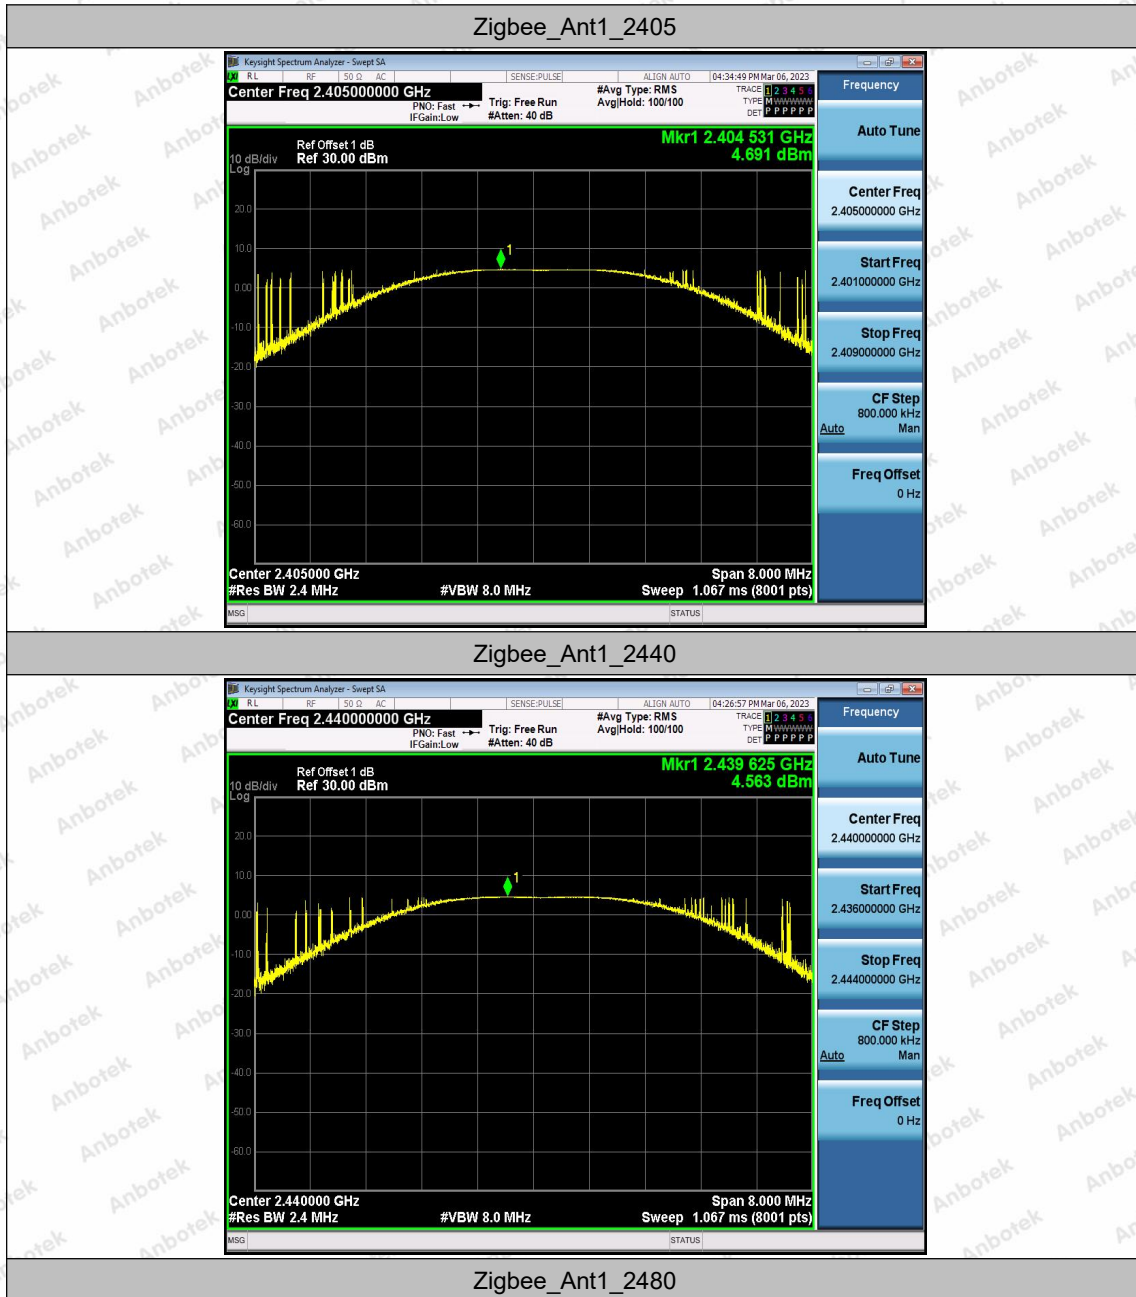 Zigbee_Ant1_2405
Keysight Spectrum Analyzer - Swept SA
RL RF 50 Ω AC SENSE:PULSE ALIGN AUTO 04:34:49 PM Mar 06, 2023
Center Freq 2.405000000 GHz
PNO: Fast
IFGain:Low
Trig: Free Run
#Atten: 40 dB
#Avg Type: RMS
Avg|Hold: 100/100
TRACE 1 2 3 4 5 6
TYPE M W W W W W
DET P P P P P P
Frequency
Auto Tune
Center Freq
2.405000000 GHz
Start Freq
2.401000000 GHz
Stop Freq
2.409000000 GHz
CF Step
800.000 kHz
Auto Man
Freq Offset
0 Hz
Mkr1 2.404 531 GHz
4.691 dBm
Ref Offset 1 dB
10 dB/div Ref 30.00 dBm
Log
20.0
10.0
0.00
-10.0
-20.0
-30.0
-40.0
-50.0
-60.0
1
Center 2.405000 GHz Span 8.000 MHz
#Res BW 2.4 MHz #VBW 8.0 MHz Sweep 1.067 ms (8001 pts)
MSG STATUS
Zigbee_Ant1_2440
Keysight Spectrum Analyzer - Swept SA
RL RF 50 Ω AC SENSE:PULSE ALIGN AUTO 04:26:57 PM Mar 06, 2023
Center Freq 2.440000000 GHz
PNO: Fast
IFGain:Low
Trig: Free Run
#Atten: 40 dB
#Avg Type: RMS
Avg|Hold: 100/100
TRACE 1 2 3 4 5 6
TYPE M W W W W W
DET P P P P P P
Frequency
Auto Tune
Center Freq
2.440000000 GHz
Start Freq
2.436000000 GHz
Stop Freq
2.444000000 GHz
CF Step
800.000 kHz
Auto Man
Freq Offset
0 Hz
Mkr1 2.439 625 GHz
4.563 dBm
Ref Offset 1 dB
10 dB/div Ref 30.00 dBm
Log
20.0
10.0
0.00
-10.0
-20.0
-30.0
-40.0
-50.0
-60.0
1
Center 2.440000 GHz Span 8.000 MHz
#Res BW 2.4 MHz #VBW 8.0 MHz Sweep 1.067 ms (8001 pts)
MSG STATUS
Zigbee_Ant1_2480
Anbotek